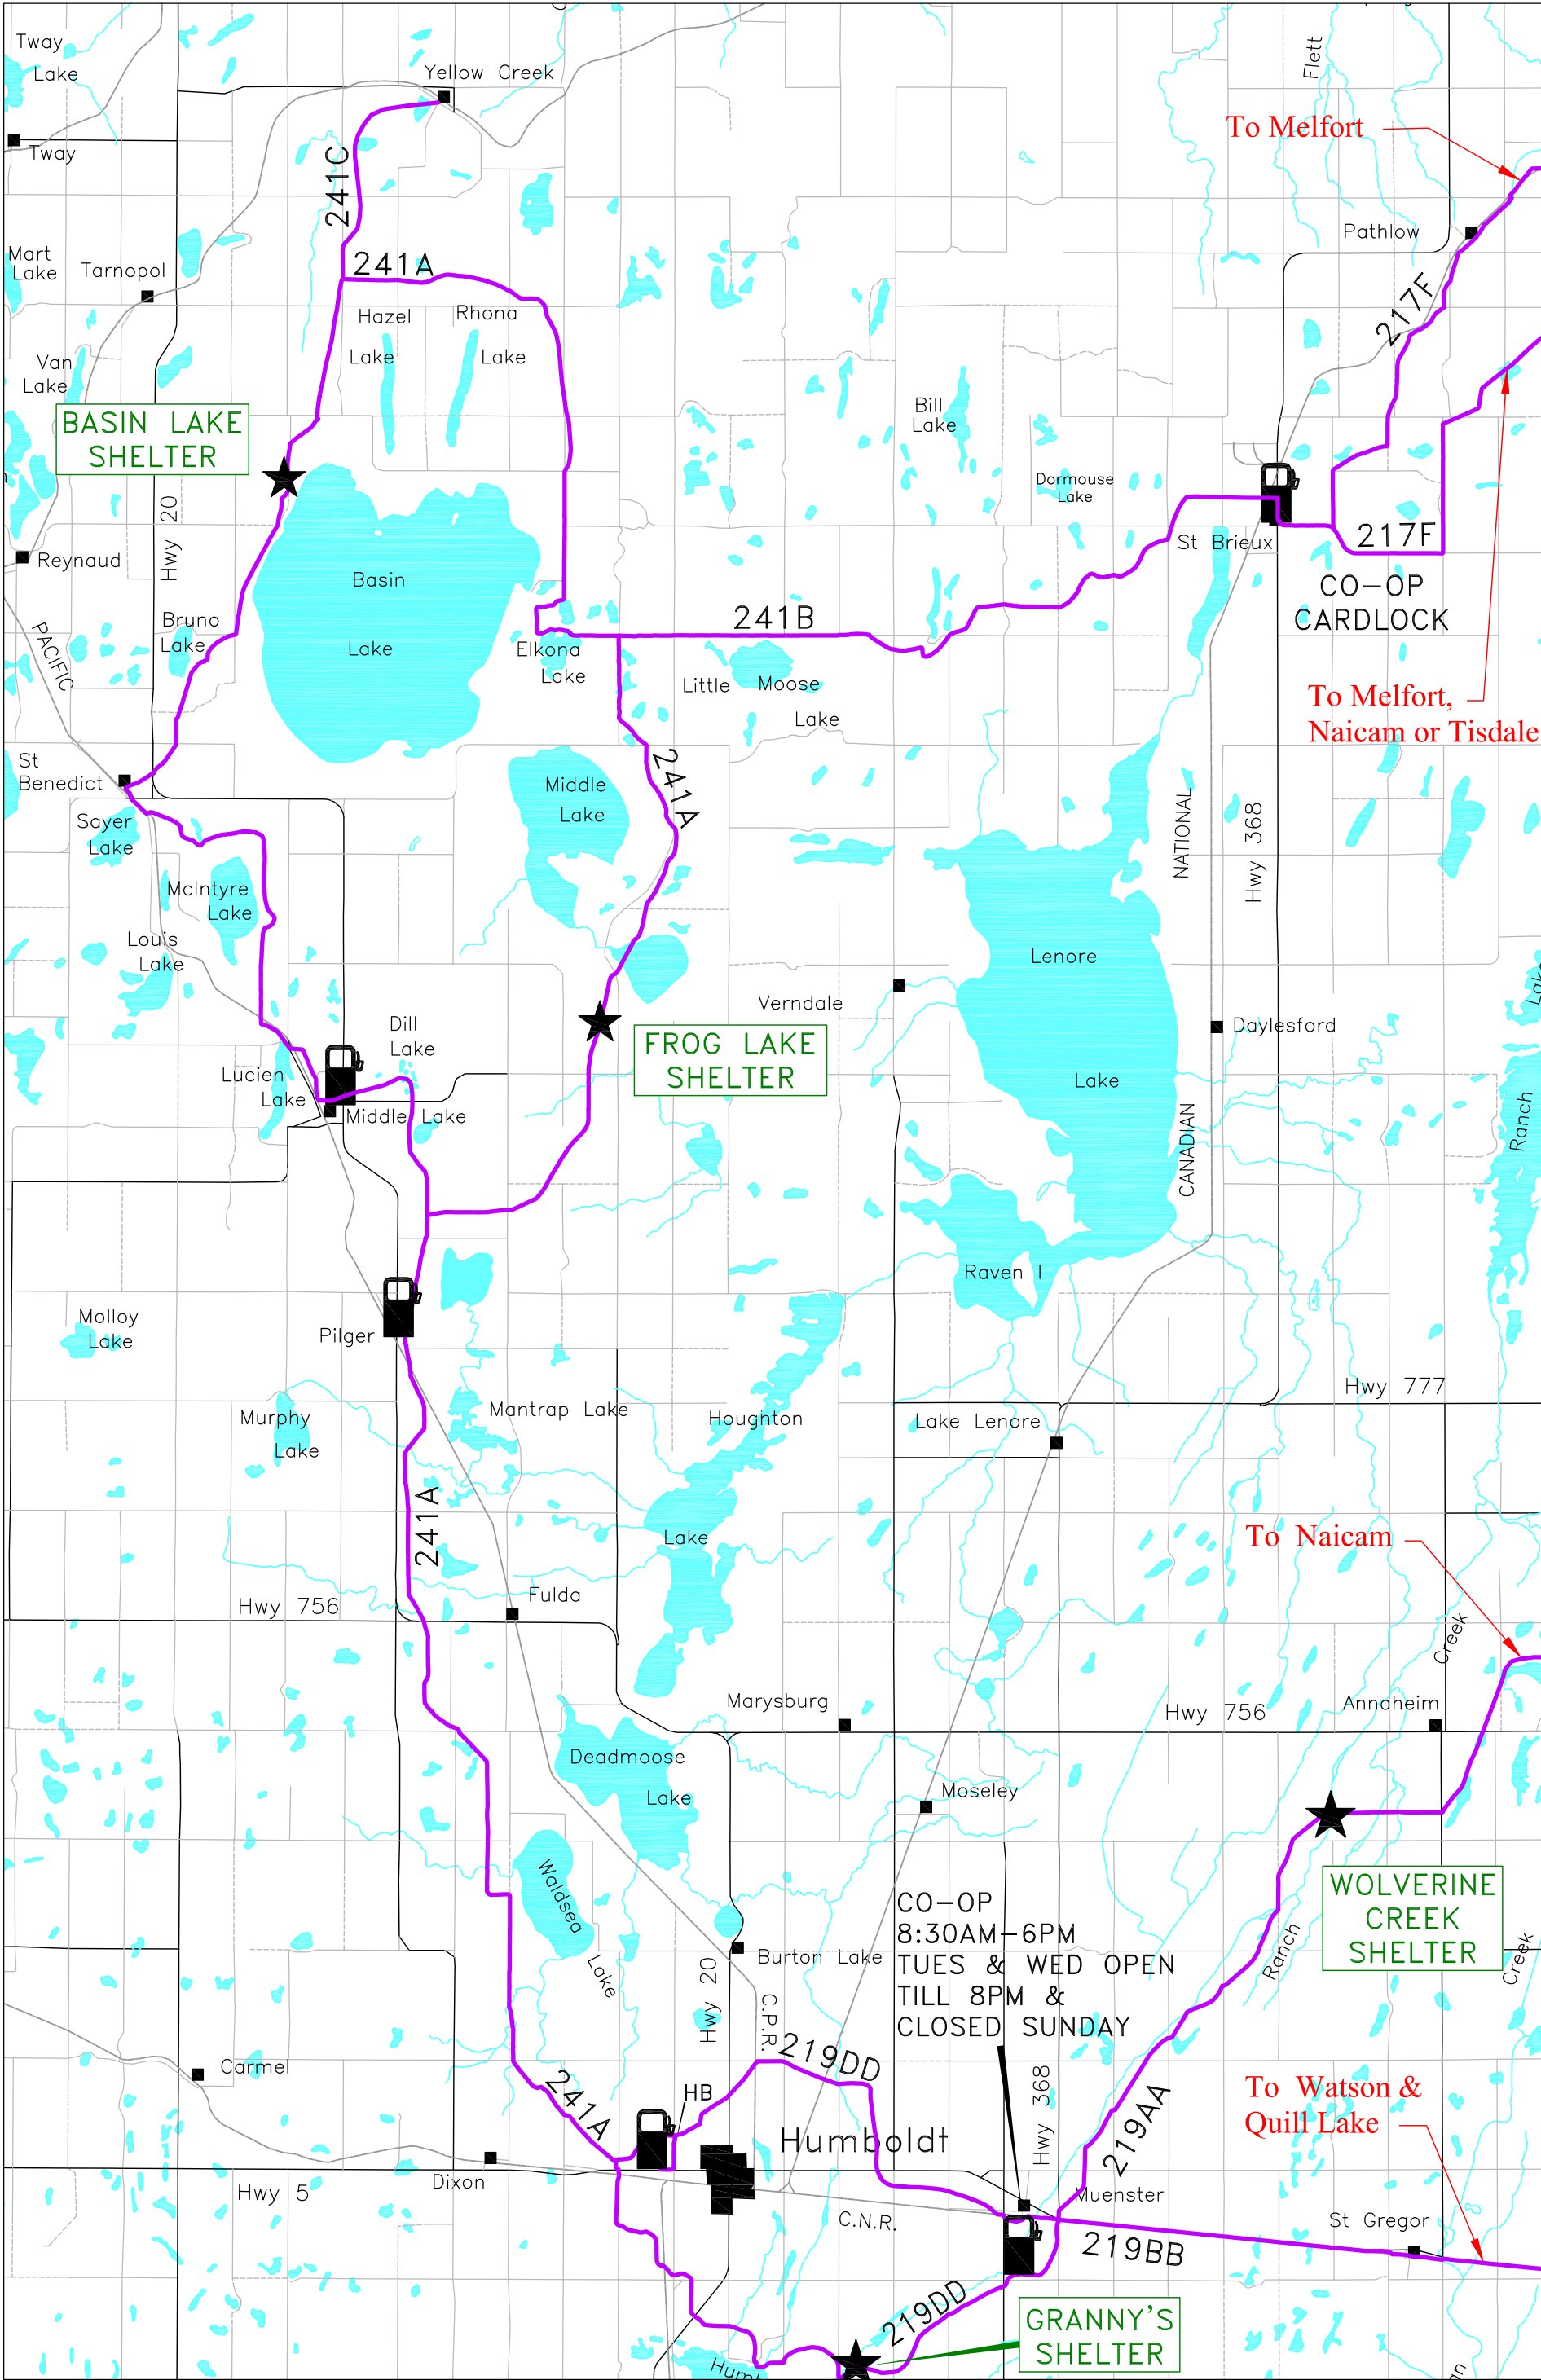 Tway
Lake
Yellow Creek
Flett
To Melfort
Tway
241C
Pathlow
Mart
Lake
Tarnopol
241A
217F
Hazel
Lake
Rhona
Lake
Van
Lake
Bill
Lake
BASIN LAKE
SHELTER
Dormouse
Lake
Hwy 20
St Brieux
217F
Reynaud
Basin
Lake
CO-OP
CARDLOCK
241B
Bruno
Lake
PACIFIC
Elkona
Lake
Little Moose
Lake
To Melfort,
Naicam or Tisdale
St
Benedict
241A
Middle
Lake
NATIONAL
Hwy 368
Sayer
Lake
McIntyre
Lake
Louis
Lake
Lenore
Lake
Verndale
Lake
Daylesford
Dill
Lake
FROG LAKE
SHELTER
Lucien
Lake
Middle Lake
CANADIAN
Ranch
Raven I
Molloy
Lake
Pilger
Hwy 777
Murphy
Lake
Mantrap Lake
Houghton
Lake
Lake Lenore
241A
To Naicam
Fulda
Hwy 756
Creek
Marysburg
Hwy 756
Annaheim
Deadmoose
Lake
Moseley
Waldsea
Lake
WOLVERINE
CREEK
SHELTER
CO-OP
8:30AM-6PM
TUES & WED OPEN
TILL 8PM &
CLOSED SUNDAY
Burton Lake
Ranch
Creek
Hwy 20
C.P.R.
219DD
Carmel
241A
HB
Hwy 368
219AA
To Watson &
Quill Lake
Humboldt
Dixon
Hwy 5
Muenster
C.N.R.
St Gregor
219BB
219DD
GRANNY'S
SHELTER